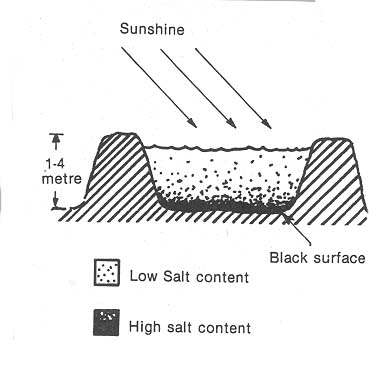 Sunshine
1-4
metre
Black surface
Low Salt content
High salt content